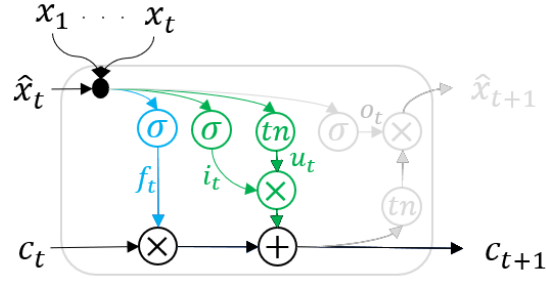 x₁ · · · xₜ
x̂ₜ x̂ₜ₊₁
σ σ tn σ oₜ ×
fₜ iₜ uₜ
× tn
cₜ × + cₜ₊₁